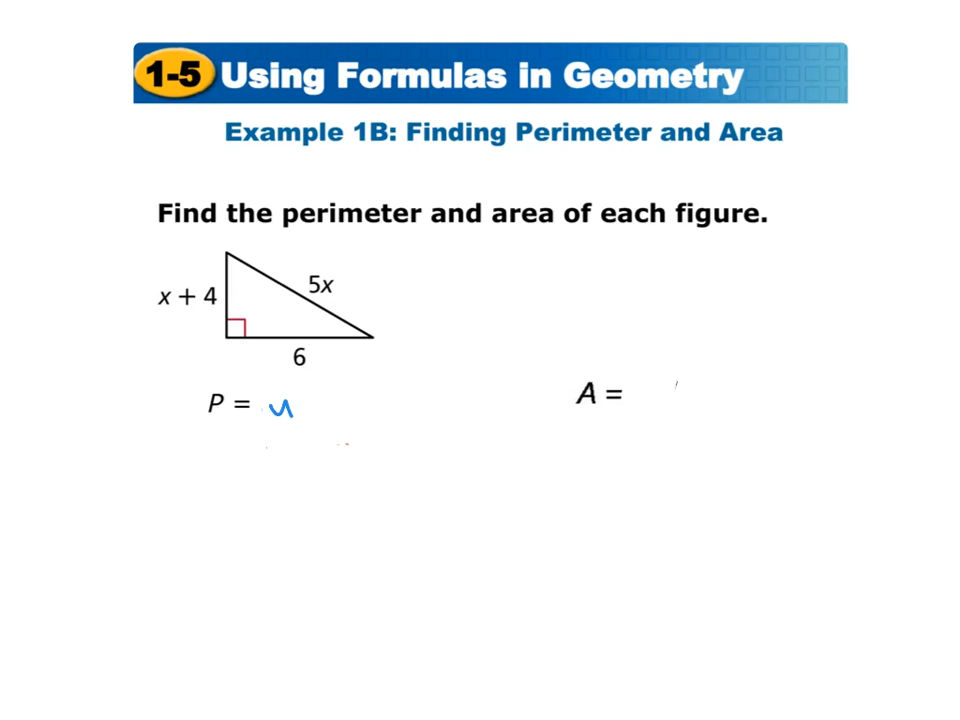 1-5 Using Formulas in Geometry
Example 1B: Finding Perimeter and Area
Find the perimeter and area of each figure.
x + 4
5x
6
P =
A =